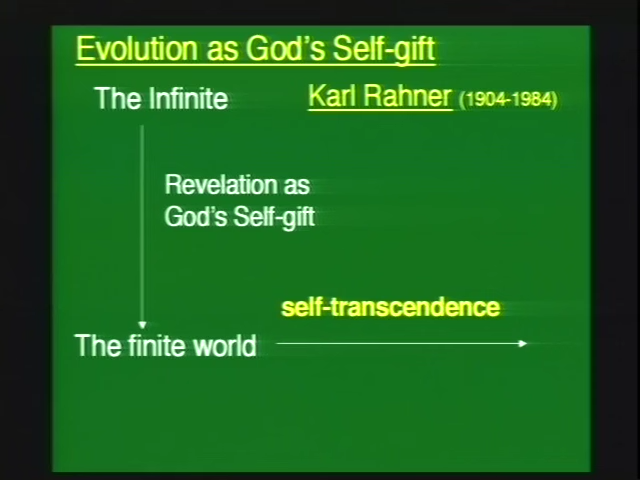 Evolution as God's Self-gift
The Infinite
Karl Rahner (1904-1984)
Revelation as
God's Self-gift
self-transcendence
The finite world